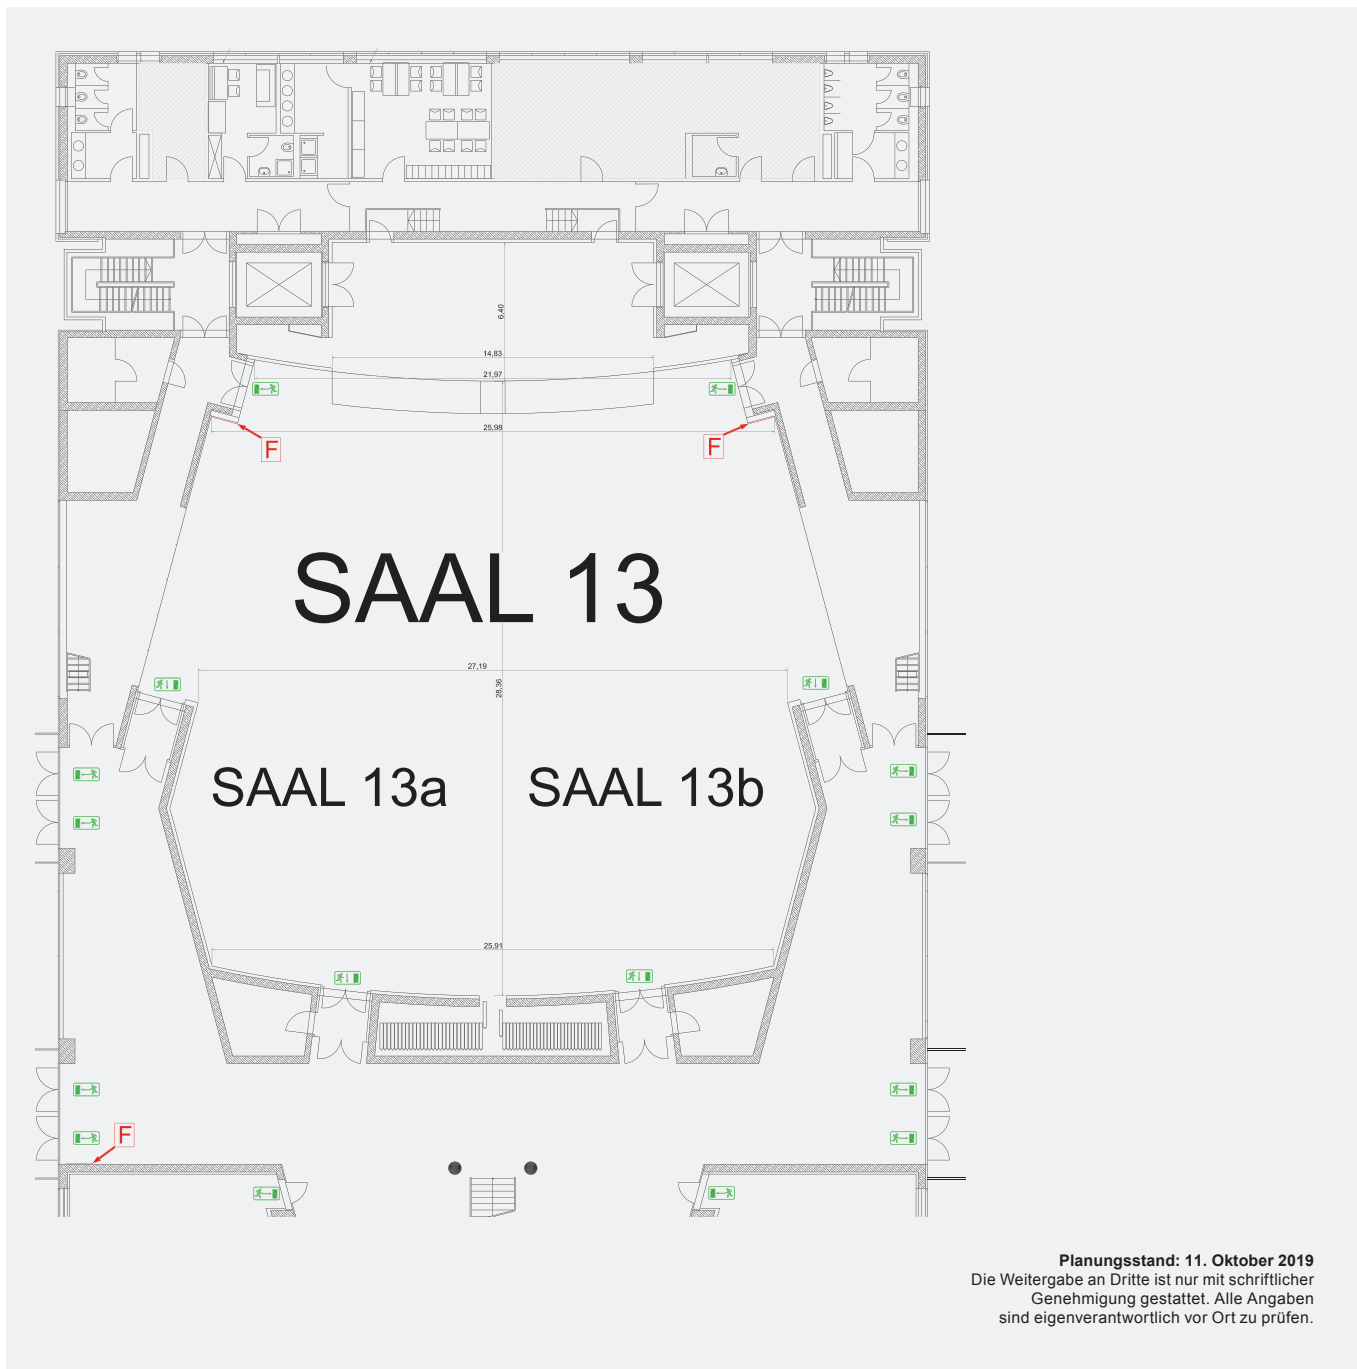 6,40
14,83
21,97
25,98
F
F
SAAL 13
27,19
28,36
SAAL 13a
SAAL 13b
25,91
F
Planungsstand: 11. Oktober 2019
Die Weitergabe an Dritte ist nur mit schriftlicher
Genehmigung gestattet. Alle Angaben
sind eigenverantwortlich vor Ort zu prüfen.